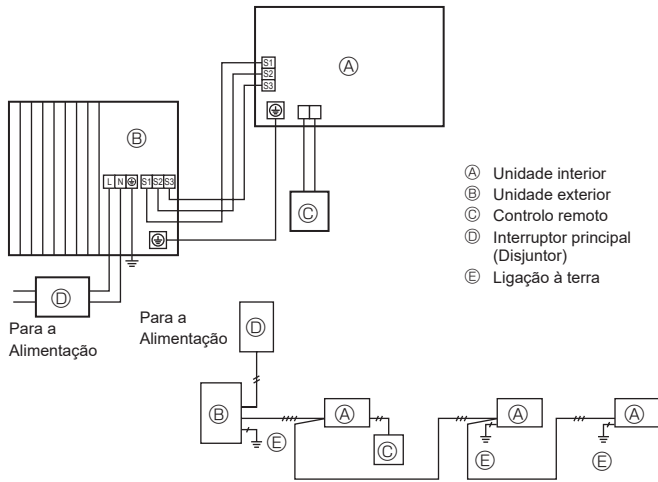 S1
S2
S3
Ⓐ
Ⓑ
L N S1 S2 S3
Ⓒ
Ⓓ
Para a
Alimentação
Ⓐ Unidade interior
Ⓑ Unidade exterior
Ⓒ Controlo remoto
Ⓓ Interruptor principal
(Disjuntor)
Ⓔ Ligação à terra
Para a
Alimentação
Ⓓ
Ⓑ
Ⓔ
Ⓐ
Ⓒ
Ⓐ
Ⓔ
Ⓐ
Ⓔ